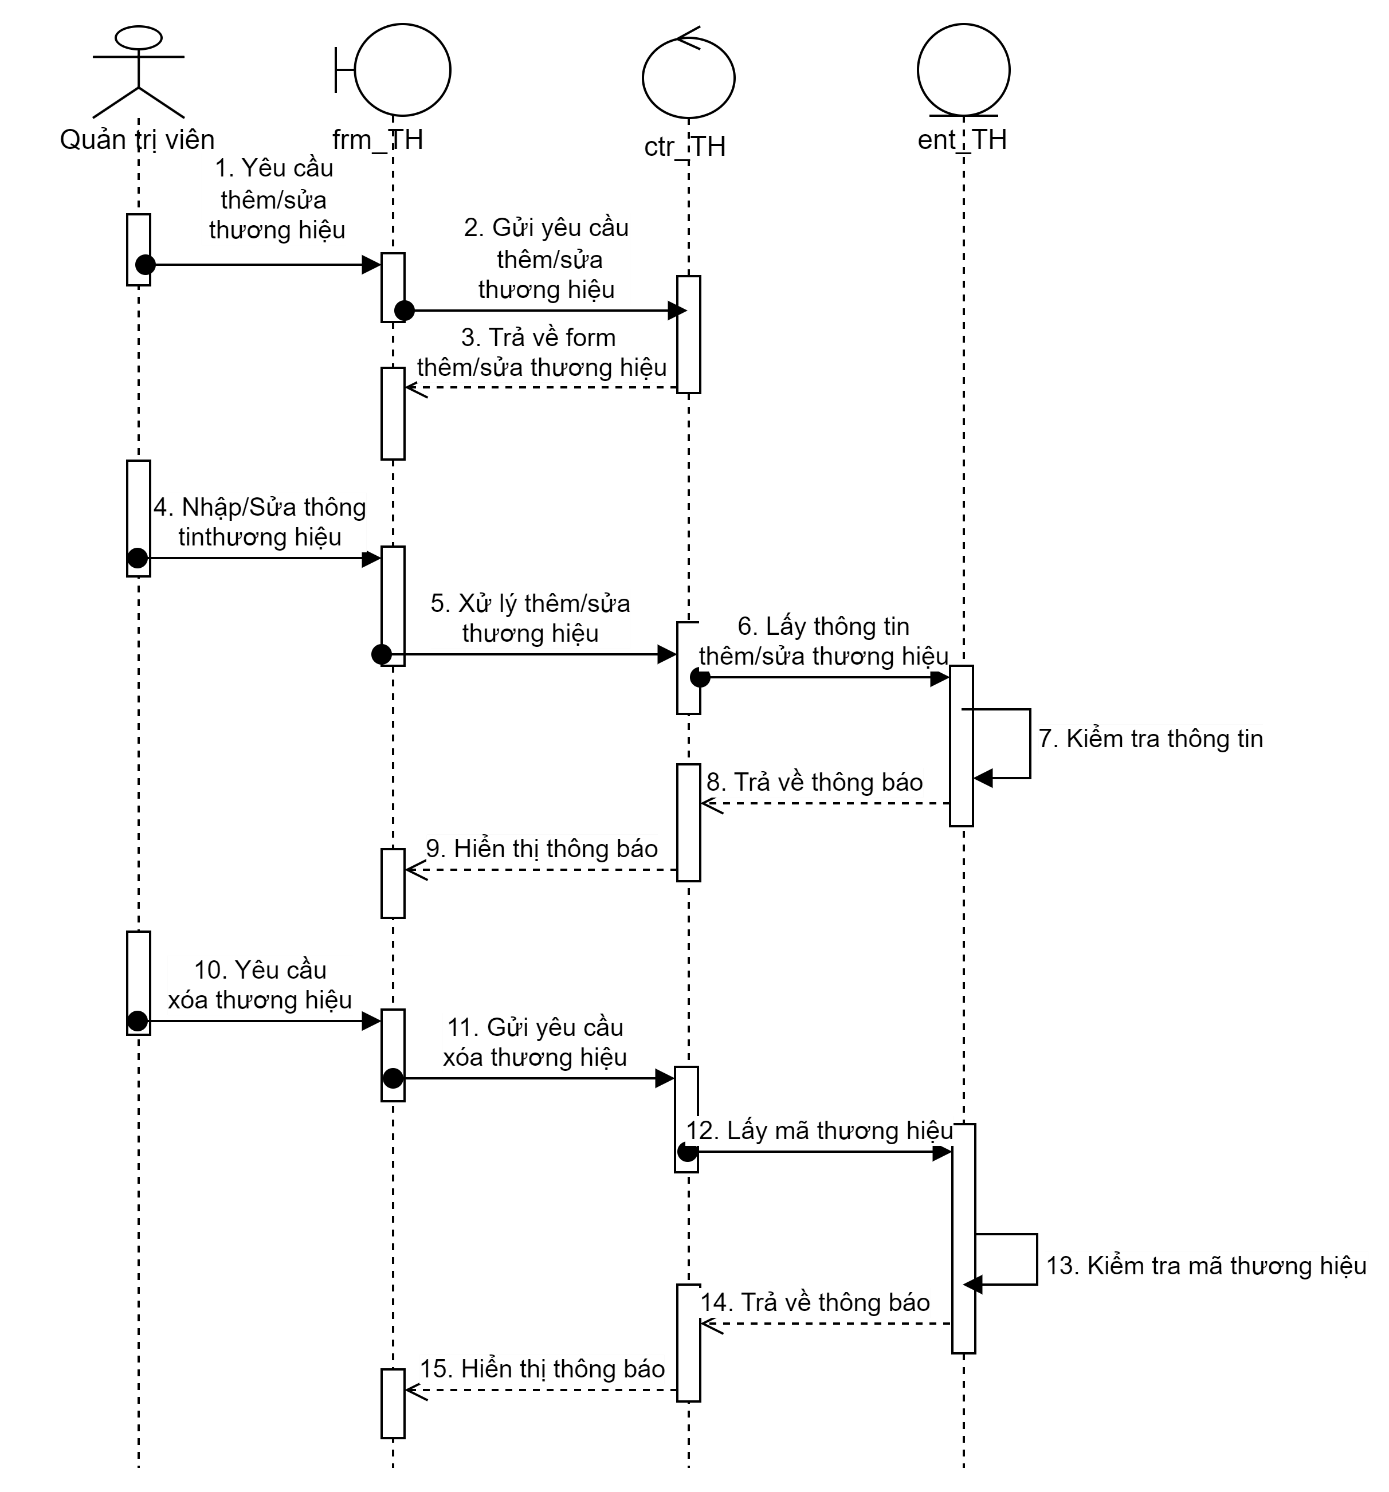 Quản trị viên
frm_TH
ctr_TH
ent_TH
1. Yêu cầu
thêm/sửa
thương hiệu
2. Gửi yêu cầu
thêm/sửa
thương hiệu
3. Trả về form
thêm/sửa thương hiệu
4. Nhập/Sửa thông
tinthương hiệu
5. Xử lý thêm/sửa
thương hiệu
6. Lấy thông tin
thêm/sửa thương hiệu
7. Kiểm tra thông tin
8. Trả về thông báo
9. Hiển thị thông báo
10. Yêu cầu
xóa thương hiệu
11. Gửi yêu cầu
xóa thương hiệu
12. Lấy mã thương hiệu
13. Kiểm tra mã thương hiệu
14. Trả về thông báo
15. Hiển thị thông báo